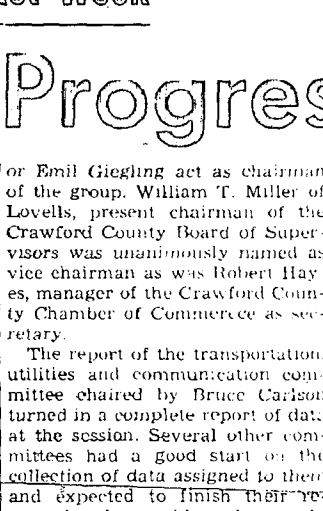 Progres
or Emil Giegling act as chairman
of the group. William T. Miller of
Lovells, present chairman of the
Crawford County Board of Super-
visors was unanimously named as
vice chairman as was Robert Hay
es, manager of the Crawford Coun-
ty Chamber of Commercce as sec-
retary.
The report of the transportation,
utilities and communication com-
mittee chaired by Bruce Carlson
turned in a complete report of data
at the session. Several other com-
mittees had a good start on the
collection of data assigned to them
and expected to finish their re-